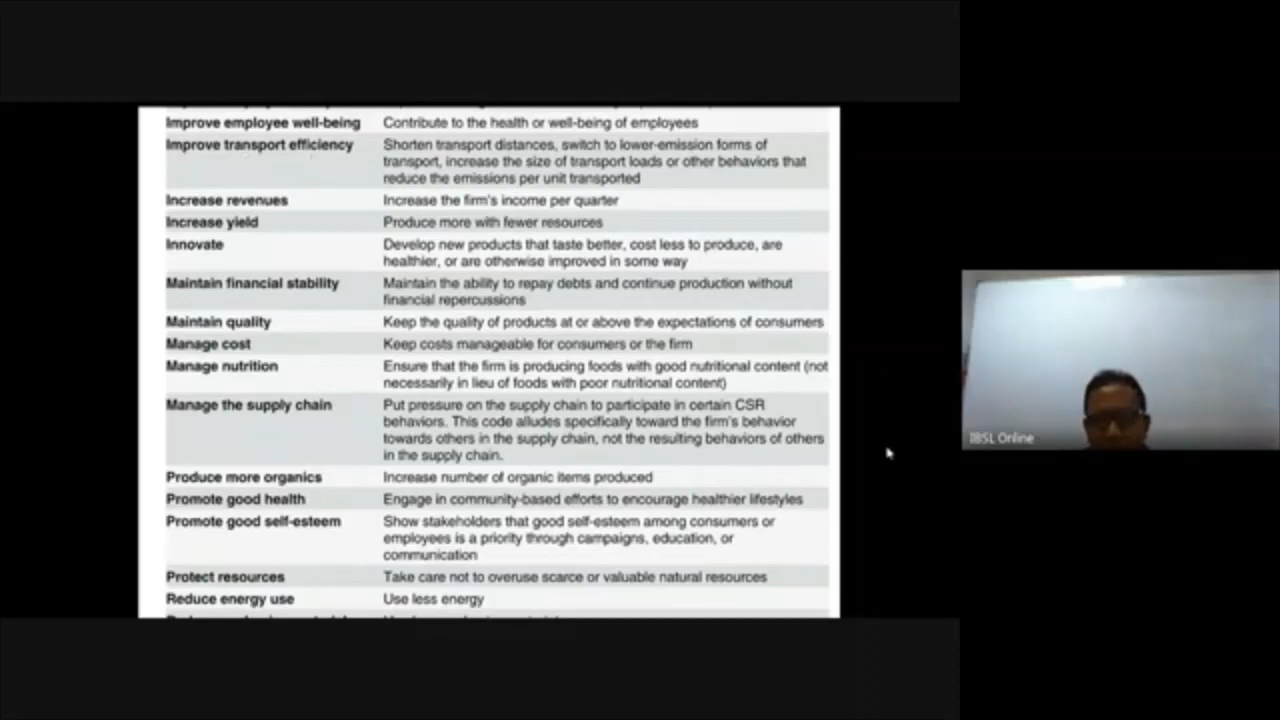 Improve employee well-being Contribute to the health or well-being of employees
Improve transport efficiency Shorten transport distances, switch to lower-emission forms of
transport, increase the size of transport loads or other behaviors that
reduce the emissions per unit transported
Increase revenues Increase the firm's income per quarter
Increase yield Produce more with fewer resources
Innovate Develop new products that taste better, cost less to produce, are
healthier, or are otherwise improved in some way
Maintain financial stability Maintain the ability to repay debts and continue production without
financial repercussions
Maintain quality Keep the quality of products at or above the expectations of consumers
Manage cost Keep costs manageable for consumers or the firm
Manage nutrition Ensure that the firm is producing foods with good nutritional content (not
necessarily in lieu of foods with poor nutritional content)
Manage the supply chain Put pressure on the supply chain to participate in certain CSR
behaviors. This code alludes specifically toward the firm's behavior
towards others in the supply chain, not the resulting behaviors of others
in the supply chain.
Produce more organics Increase number of organic items produced
Promote good health Engage in community-based efforts to encourage healthier lifestyles
Promote good self-esteem Show stakeholders that good self-esteem among consumers or
employees is a priority through campaigns, education, or
communication
Protect resources Take care not to overuse scarce or valuable natural resources
Reduce energy use Use less energy
IBSL Online